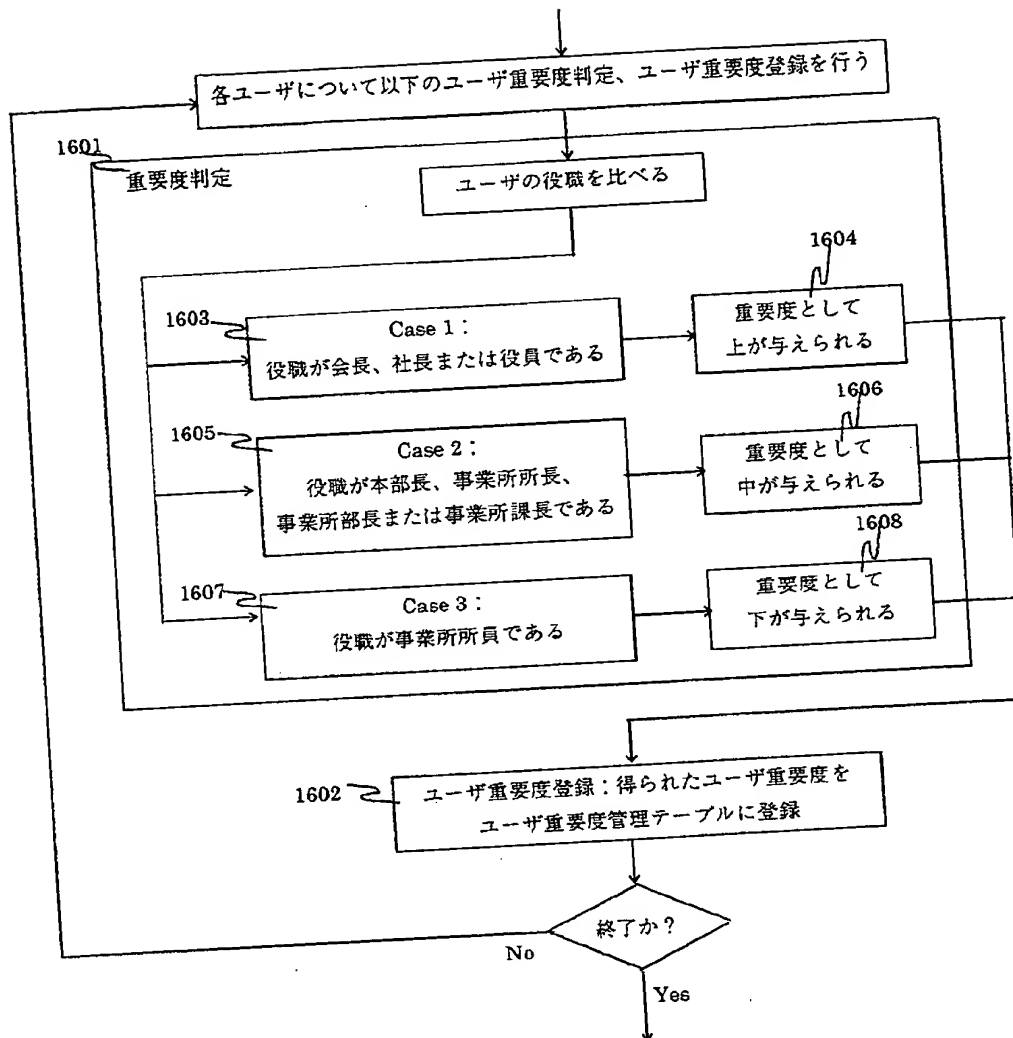 各ユーザについて以下のユーザ重要度判定、ユーザ重要度登録を行う
1601
重要度判定
ユーザの役職を比べる
1603
Case 1：
役職が会長、社長または役員である
1604
重要度として
上が与えられる
1605
Case 2：
役職が本部長、事業所所長、
事業所部長または事業所課長である
1606
重要度として
中が与えられる
1607
Case 3：
役職が事業所所員である
1608
重要度として
下が与えられる
1602
ユーザ重要度登録：得られたユーザ重要度を
ユーザ重要度管理テーブルに登録
終了か？
No
Yes